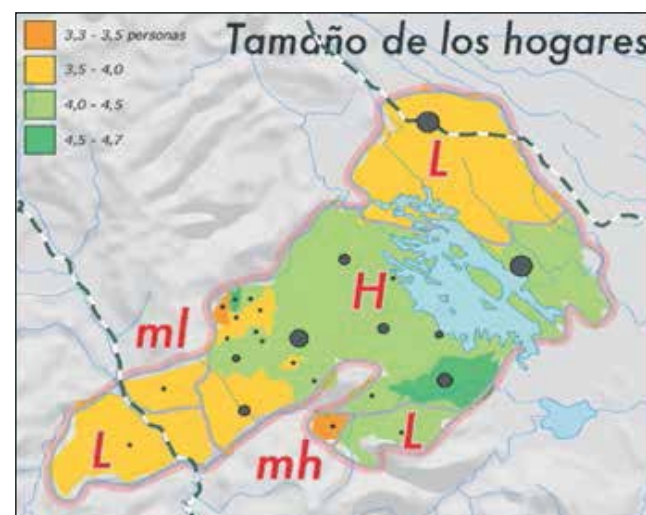 Tamaño de los hogares
3,3 - 3,5 personas
3,5 - 4,0
4,0 - 4,5
4,5 - 4,7
L
H
ml
L
L
mh